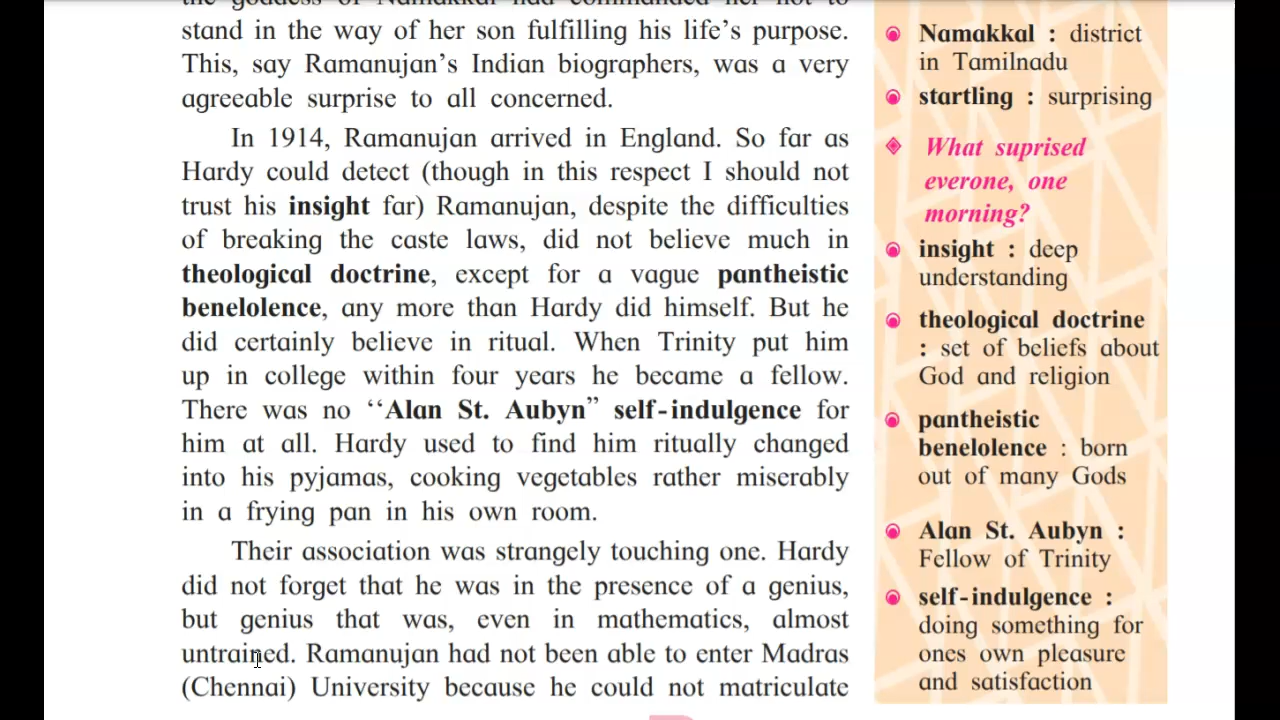 the goddess of Namakkal had commanded her not to
stand in the way of her son fulfilling his life's purpose.
This, say Ramanujan's Indian biographers, was a very
agreeable surprise to all concerned.
In 1914, Ramanujan arrived in England. So far as
Hardy could detect (though in this respect I should not
trust his insight far) Ramanujan, despite the difficulties
of breaking the caste laws, did not believe much in
theological doctrine, except for a vague pantheistic
benelolence, any more than Hardy did himself. But he
did certainly believe in ritual. When Trinity put him
up in college within four years he became a fellow.
There was no ‘‘Alan St. Aubyn” self-indulgence for
him at all. Hardy used to find him ritually changed
into his pyjamas, cooking vegetables rather miserably
in a frying pan in his own room.
Their association was strangely touching one. Hardy
did not forget that he was in the presence of a genius,
but genius that was, even in mathematics, almost
untrained. Ramanujan had not been able to enter Madras
(Chennai) University because he could not matriculate
Namakkal : district
in Tamilnadu
startling : surprising
What suprised
everone, one
morning?
insight : deep
understanding
theological doctrine
: set of beliefs about
God and religion
pantheistic
benelolence : born
out of many Gods
Alan St. Aubyn :
Fellow of Trinity
self-indulgence :
doing something for
ones own pleasure
and satisfaction